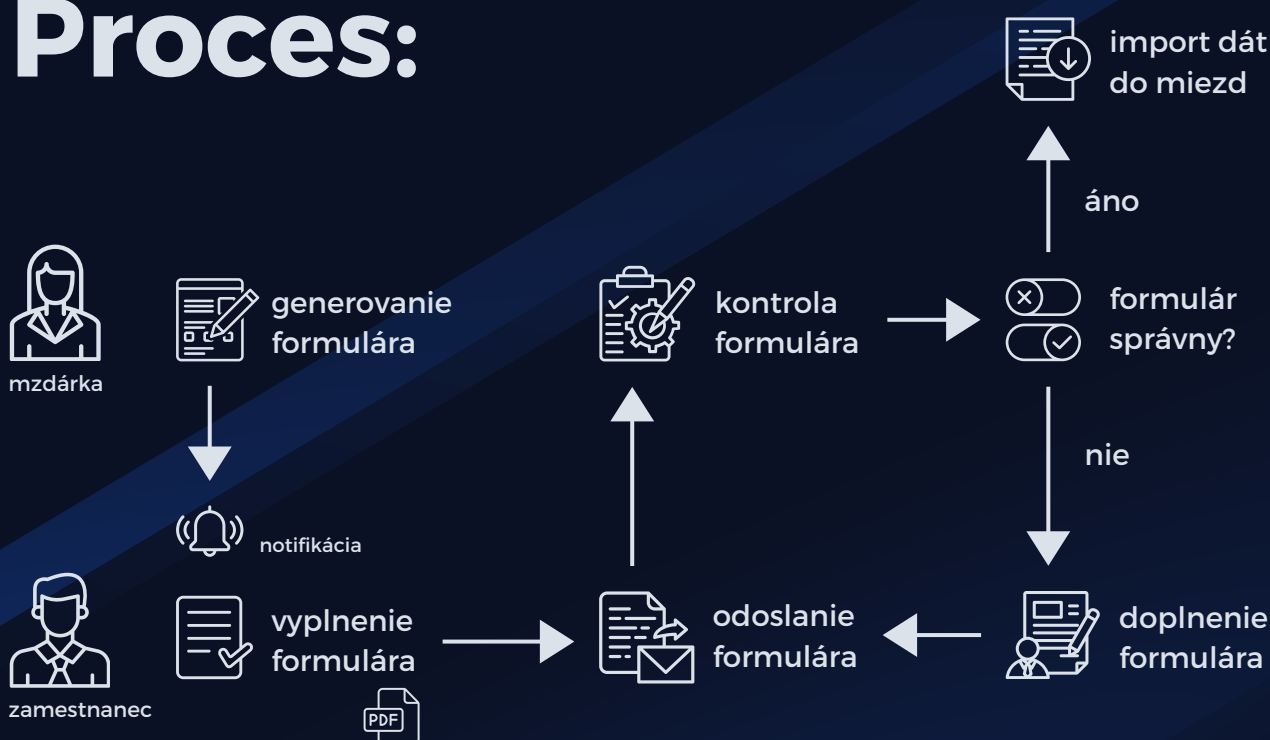 Proces:
import dát
do miezd
áno
mzdárka
generovanie
formulára
kontrola
formulára
formulár
správny?
nie
notifikácia
zamestnanec
vyplnenie
formulára
PDF
odoslanie
formulára
doplnenie
formulára